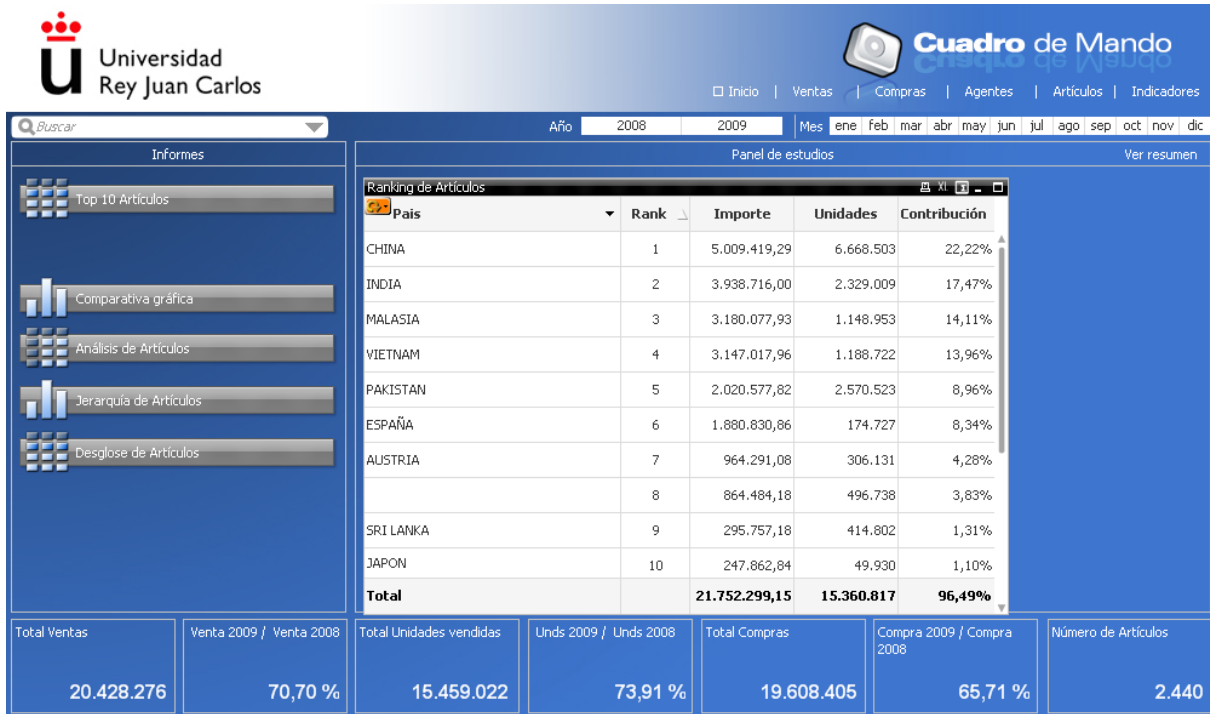 Universidad
Rey Juan Carlos
Cuadro de Mando
Inicio | Ventas | Compras | Agentes | Artículos | Indicadores
Buscar
Año 2008 2009 Mes ene feb mar abr may jun jul ago sep oct nov dic
Informes
Panel de estudios
Ver resumen
Top 10 Artículos
Comparativa gráfica
Análisis de Artículos
Jerarquía de Artículos
Desglose de Artículos
Ranking de Artículos XL
Pais Rank Importe Unidades Contribución
CHINA 1 5.009.419,29 6.668.503 22,22%
INDIA 2 3.938.716,00 2.329.009 17,47%
MALASIA 3 3.180.077,93 1.148.953 14,11%
VIETNAM 4 3.147.017,96 1.188.722 13,96%
PAKISTAN 5 2.020.577,82 2.570.523 8,96%
ESPAÑA 6 1.880.830,86 174.727 8,34%
AUSTRIA 7 964.291,08 306.131 4,28%
8 864.484,18 496.738 3,83%
SRI LANKA 9 295.757,18 414.802 1,31%
JAPON 10 247.862,84 49.930 1,10%
Total 21.752.299,15 15.360.817 96,49%
Total Ventas
20.428.276
Venta 2009 / Venta 2008
70,70 %
Total Unidades vendidas
15.459.022
Unds 2009 / Unds 2008
73,91 %
Total Compras
19.608.405
Compra 2009 / Compra
2008
65,71 %
Número de Artículos
2.440